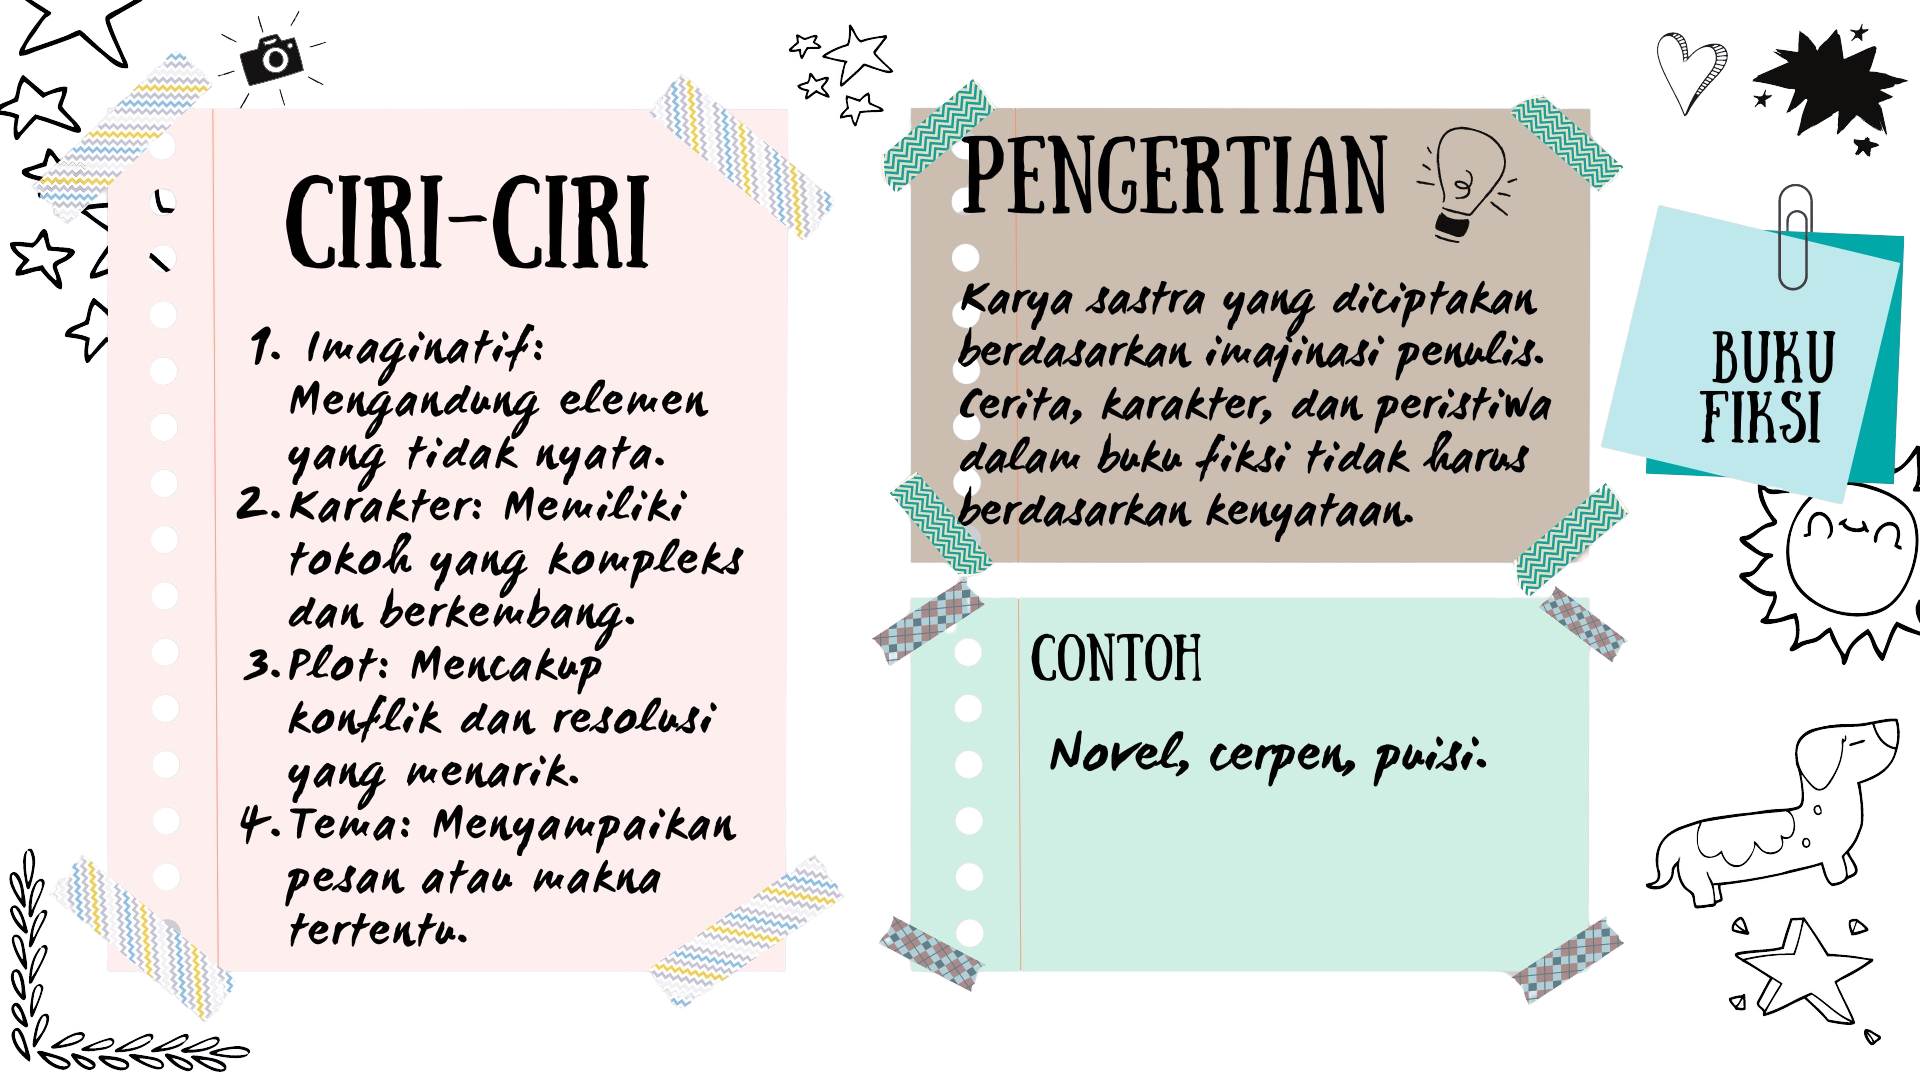 CIRI-CIRI
1. Imaginatif:
Mengandung elemen
yang tidak nyata.
2. Karakter: Memiliki
tokoh yang kompleks
dan berkembang.
3. Plot: Mencakup
konflik dan resolusi
yang menarik.
4. Tema: Menyampaikan
pesan atau makna
tertentu.
PENGERTIAN
Karya sastra yang diciptakan
berdasarkan imajinasi penulis.
Cerita, karakter, dan peristiwa
dalam buku fiksi tidak harus
berdasarkan kenyataan.
CONTOH
Novel, cerpen, puisi.
BUKU
FIKSI